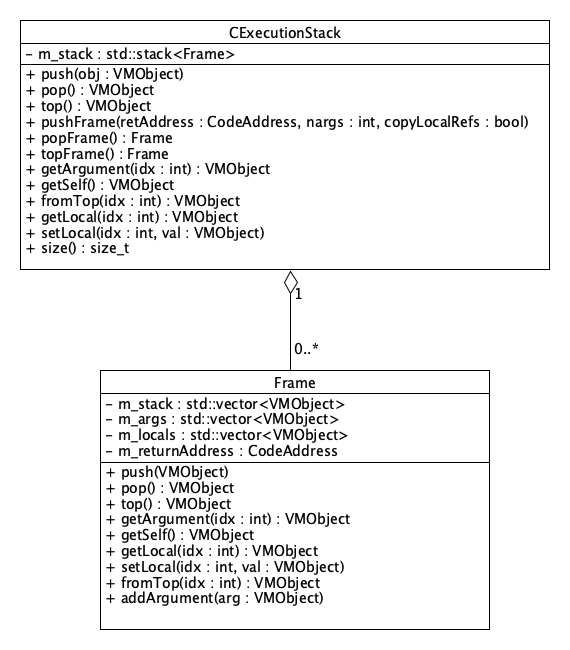 CExecutionStack
– m_stack : std::stack<Frame>
+ push(obj : VMObject)
+ pop() : VMObject
+ top() : VMObject
+ pushFrame(retAddress : CodeAddress, nargs : int, copyLocalRefs : bool)
+ popFrame() : Frame
+ topFrame() : Frame
+ getArgument(idx : int) : VMObject
+ getSelf() : VMObject
+ fromTop(idx : int) : VMObject
+ getLocal(idx : int) : VMObject
+ setLocal(idx : int, val : VMObject)
+ size() : size_t
1
0..*
Frame
– m_stack : std::vector<VMObject>
– m_args : std::vector<VMObject>
– m_locals : std::vector<VMObject>
– m_returnAddress : CodeAddress
+ push(VMObject)
+ pop() : VMObject
+ top() : VMObject
+ getArgument(idx : int) : VMObject
+ getSelf() : VMObject
+ getLocal(idx : int) : VMObject
+ setLocal(idx : int, val : VMObject)
+ fromTop(idx : int) : VMObject
+ addArgument(arg : VMObject)